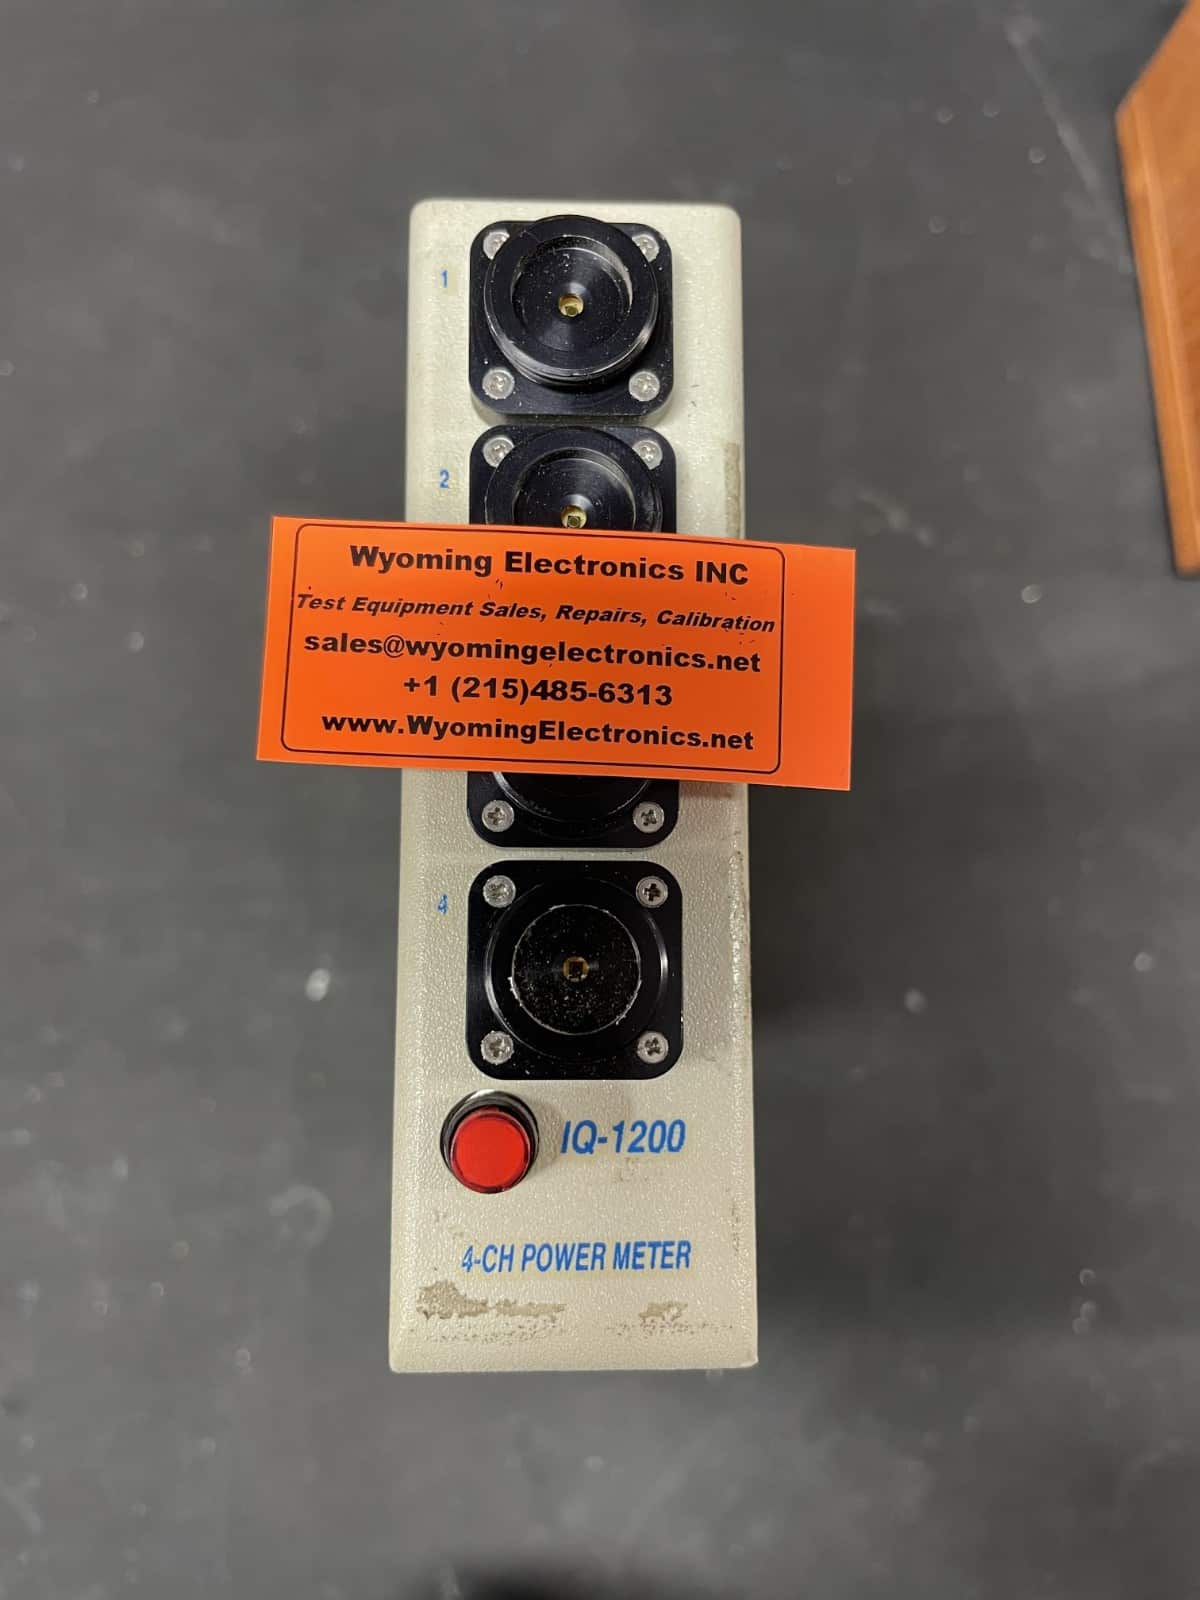 1
2
Wyoming Electronics INC
Test Equipment Sales, Repairs, Calibration
sales@wyomingelectronics.net
+1 (215)485-6313
www.WyomingElectronics.net
4
IQ-1200
4-CH POWER METER